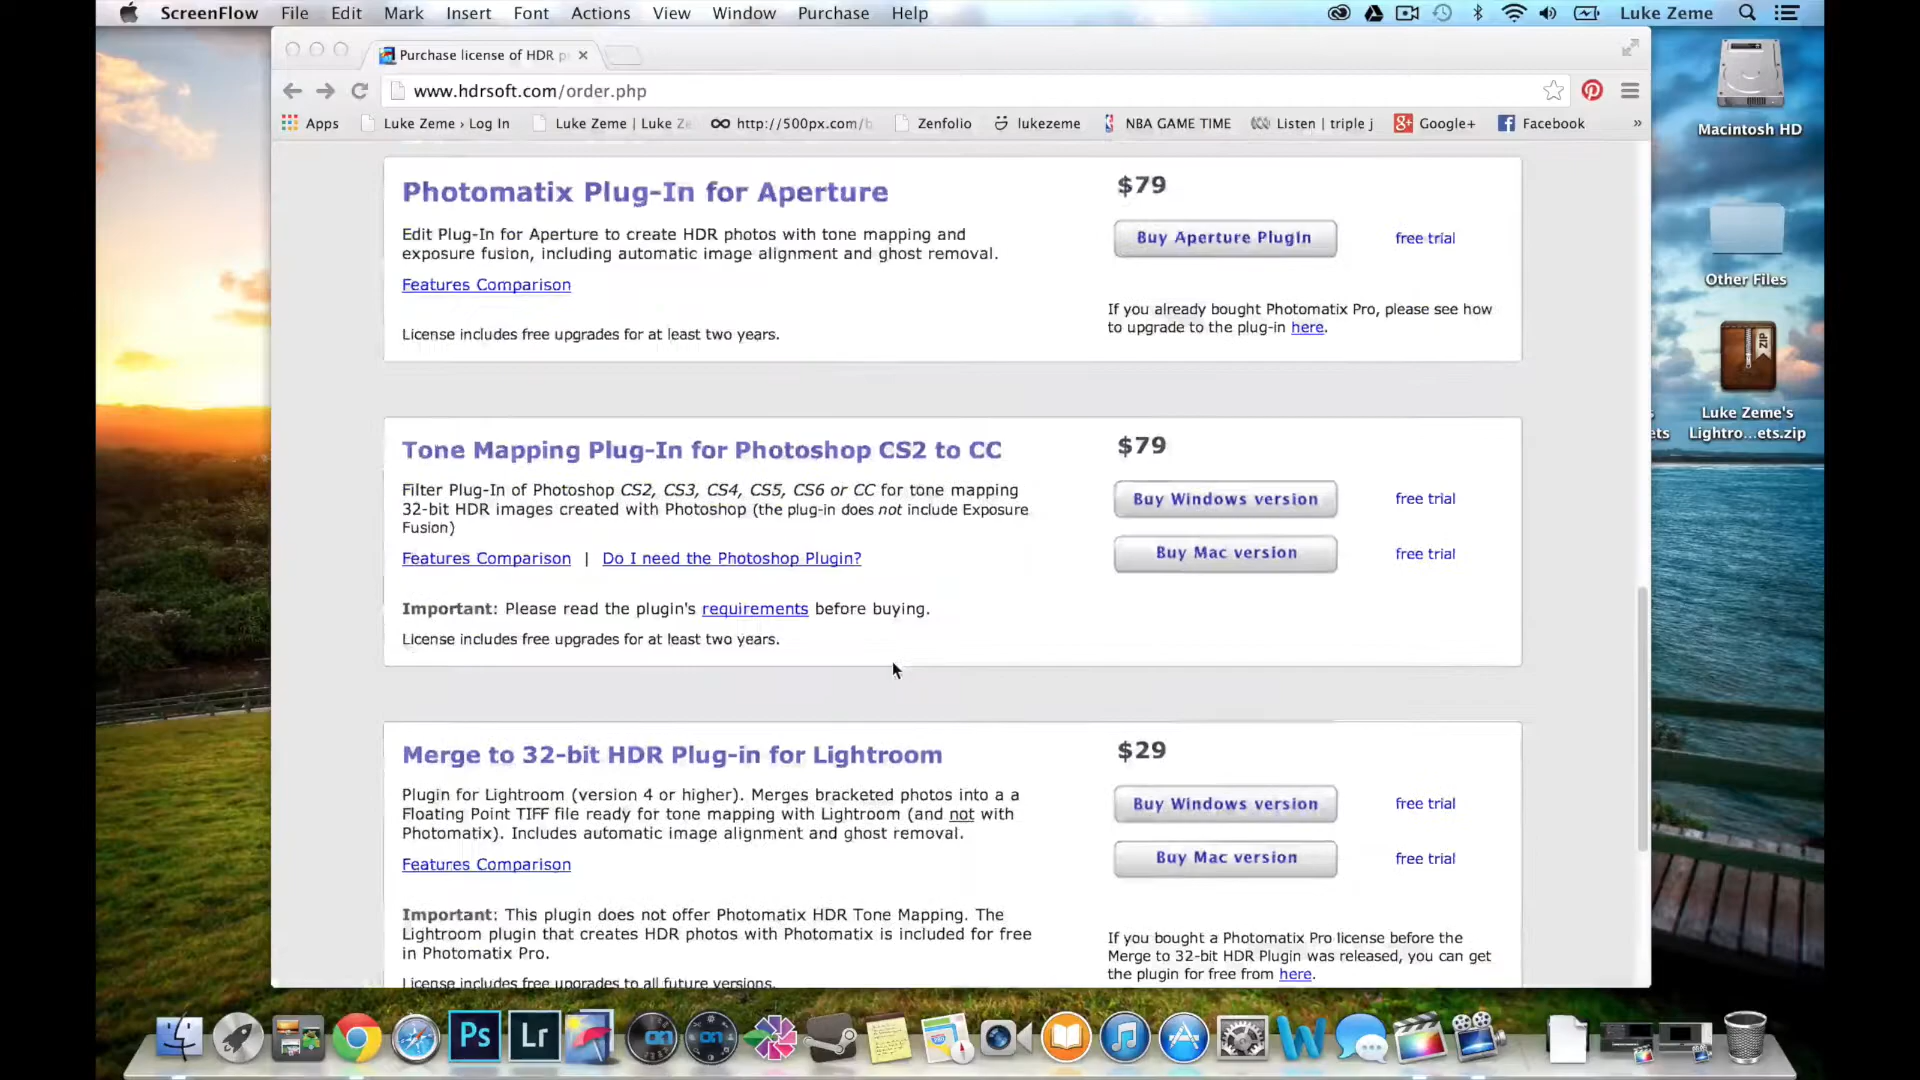 ScreenFlow File Edit Mark Insert Font Actions View Window Purchase Help Luke Zeme
Purchase license of HDR p
www.hdrsoft.com/order.php
Apps Luke Zeme › Log In Luke Zeme | Luke Ze http://500px.com/b Zenfolio lukezeme NBA GAME TIME Listen | triple j Google+ Facebook »
Macintosh HD
Other Files
ZIP
Luke Zeme's
Lightro...ets.zip
ets
Photomatix Plug-In for Aperture
$79
Edit Plug-In for Aperture to create HDR photos with tone mapping and
exposure fusion, including automatic image alignment and ghost removal.
Buy Aperture PlugIn free trial
Features Comparison
If you already bought Photomatix Pro, please see how
to upgrade to the plug-in here.
License includes free upgrades for at least two years.
Tone Mapping Plug-In for Photoshop CS2 to CC
$79
Filter Plug-In of Photoshop CS2, CS3, CS4, CS5, CS6 or CC for tone mapping
32-bit HDR images created with Photoshop (the plug-in does not include Exposure
Fusion)
Buy Windows version free trial
Buy Mac version free trial
Features Comparison | Do I need the Photoshop Plugin?
Important: Please read the plugin's requirements before buying.
License includes free upgrades for at least two years.
Merge to 32-bit HDR Plug-in for Lightroom
$29
Plugin for Lightroom (version 4 or higher). Merges bracketed photos into a a
Floating Point TIFF file ready for tone mapping with Lightroom (and not with
Photomatix). Includes automatic image alignment and ghost removal.
Buy Windows version free trial
Buy Mac version free trial
Features Comparison
Important: This plugin does not offer Photomatix HDR Tone Mapping. The
Lightroom plugin that creates HDR photos with Photomatix is included for free
in Photomatix Pro.
If you bought a Photomatix Pro license before the
Merge to 32-bit HDR Plugin was released, you can get
the plugin for free from here.
License includes free upgrades to all future versions.
Ps Lr on on